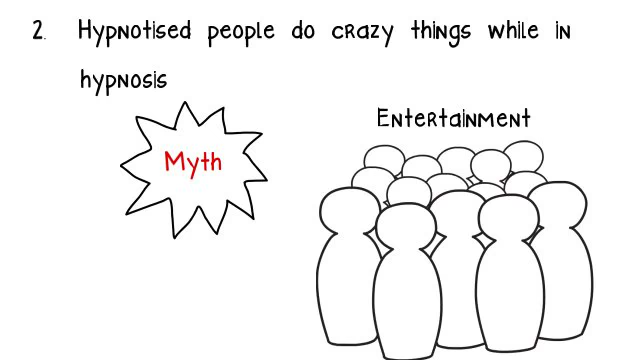 2. Hypnotised people do crazy things while in
hypnosis
Entertainment
Myth